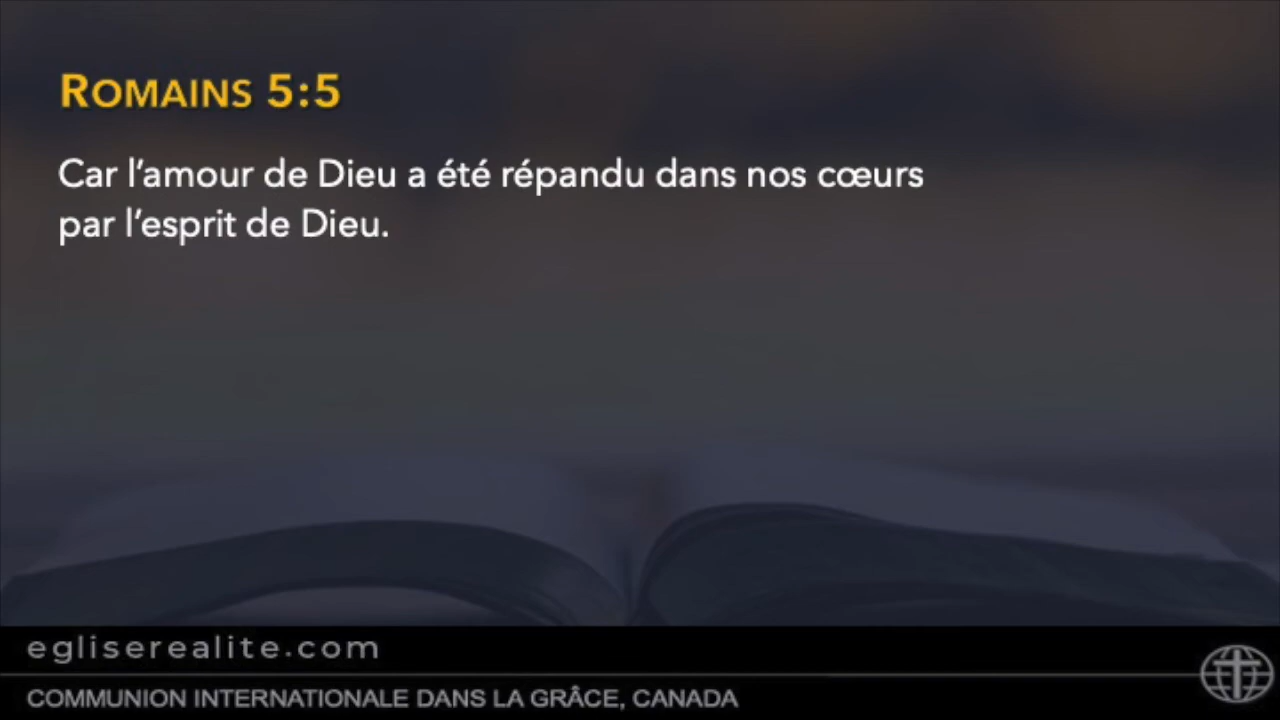 ROMAINS 5:5
Car l’amour de Dieu a été répandu dans nos cœurs
par l’esprit de Dieu.
egliserealite.com
COMMUNION INTERNATIONALE DANS LA GRÂCE, CANADA